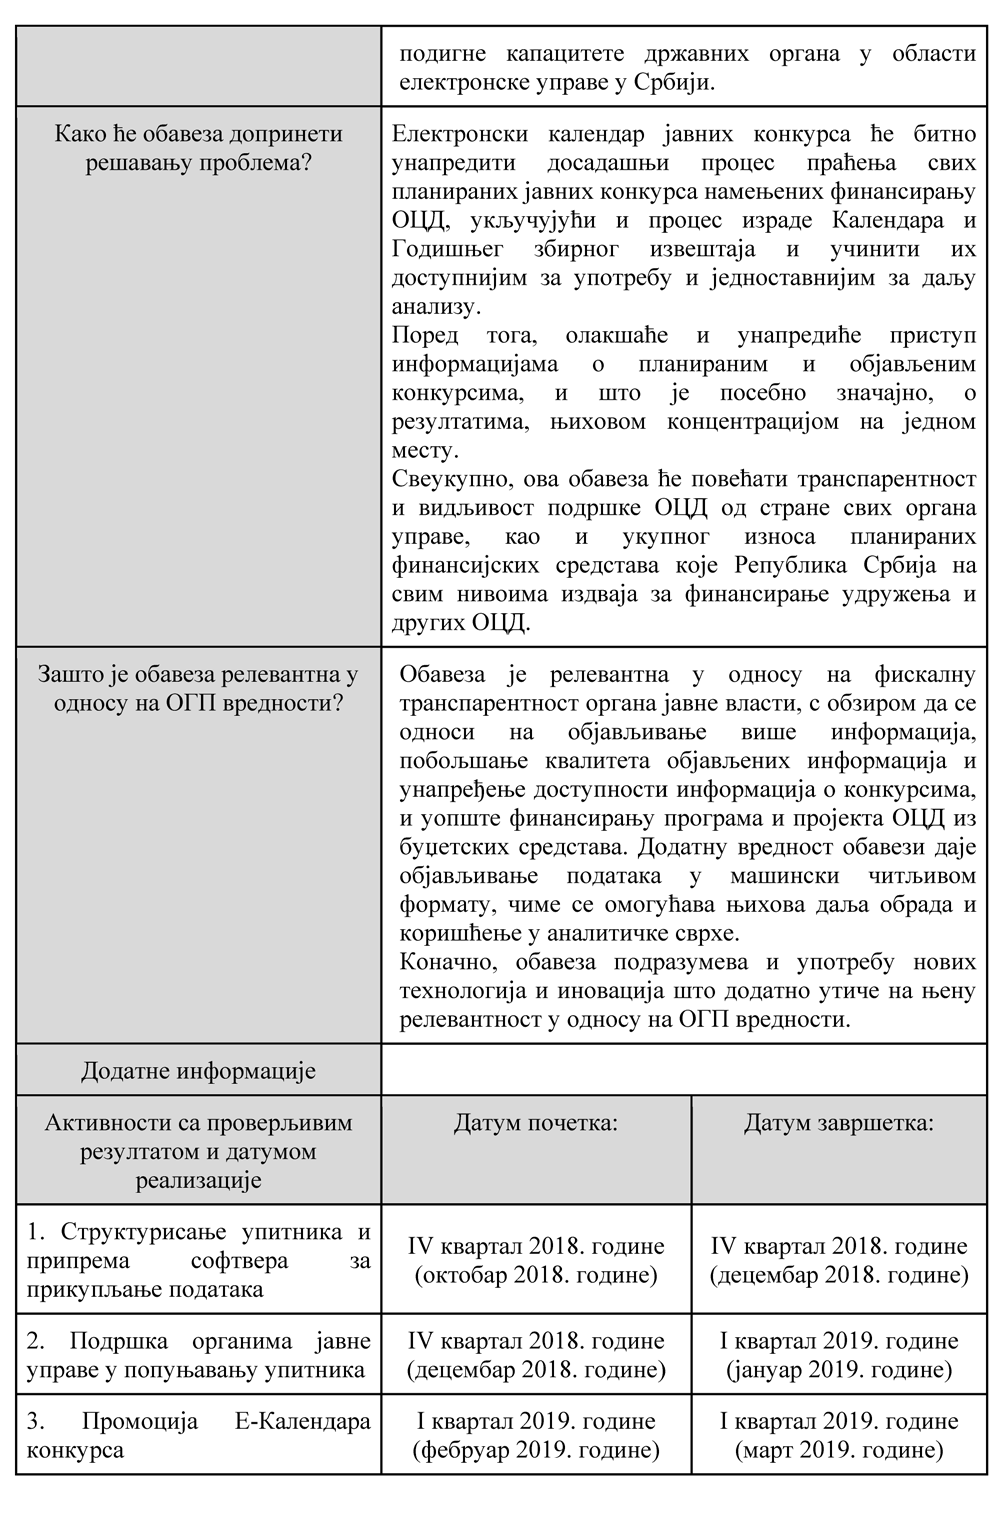 подигне капацитете државних органа у области
електронске управе у Србији.
Како ће обавеза допринети
решавању проблема?
Електронски календар јавних конкурса ће битно
унапредити досадашњи процес праћења свих
планираних јавних конкурса намењених финансирању
ОЦД, укључујући и процес израде Календара и
Годишњег збирног извештаја и учинити их
доступнијим за употребу и једноставнијим за даљу
анализу.
Поред тога, олакшаће и унапредиће приступ
информацијама о планираним и објављеним
конкурсима, и што је посебно значајно, о
резултатима, њиховом концентрацијом на једном
месту.
Свеукупно, ова обавеза ће повећати транспарентност
и видљивост подршке ОЦД од стране свих органа
управе, као и укупног износа планираних
финансијских средстава које Република Србија на
свим нивоима издваја за финансирање удружења и
других ОЦД.
Зашто је обавеза релевантна у
односу на ОГП вредности?
Обавеза је релевантна у односу на фискалну
транспарентност органа јавне власти, с обзиром да се
односи на објављивање више информација,
побољшање квалитета објављених информација и
унапређење доступности информација о конкурсима,
и уопште финансирању програма и пројекта ОЦД из
буџетских средстава. Додатну вредност обавези даје
објављивање података у машински читљивом
формату, чиме се омогућава њихова даља обрада и
коришћење у аналитичке сврхе.
Коначно, обавеза подразумева и употребу нових
технологија и иновација што додатно утиче на њену
релевантност у односу на ОГП вредности.
Додатне информације
Активности са проверљивим
резултатом и датумом
реализације
Датум почетка:
Датум завршетка:
1. Структурисање упитника и
припрема софтвера за
прикупљање података
IV квартал 2018. године
(октобар 2018. године)
IV квартал 2018. године
(децембар 2018. године)
2. Подршка органима јавне
управе у попуњавању упитника
IV квартал 2018. године
(децембар 2018. године)
I квартал 2019. године
(јануар 2019. године)
3. Промоција Е-Календара
конкурса
I квартал 2019. године
(фебруар 2019. године)
I квартал 2019. године
(март 2019. године)